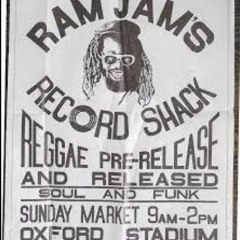 RAM JAM'S
RECORD SHACK
REGGAE PRE-RELEASE
AND RELEASED
SOUL AND FUNK
SUNDAY MARKET 9AM-2PM
OXFORD STADIUM